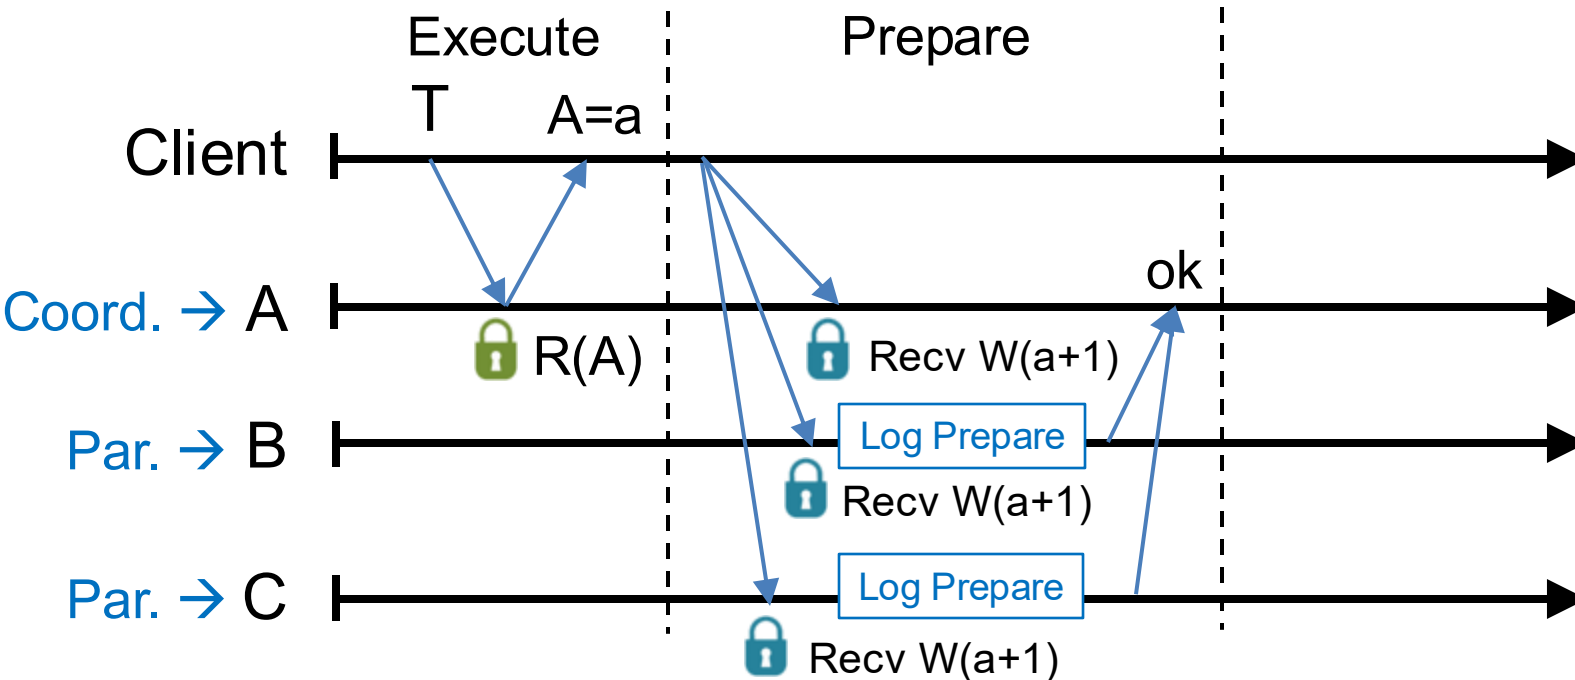 Execute
Prepare
T
A=a
Client
ok
Coord. → A
R(A)
Recv W(a+1)
Par. → B
Log Prepare
Recv W(a+1)
Par. → C
Log Prepare
Recv W(a+1)